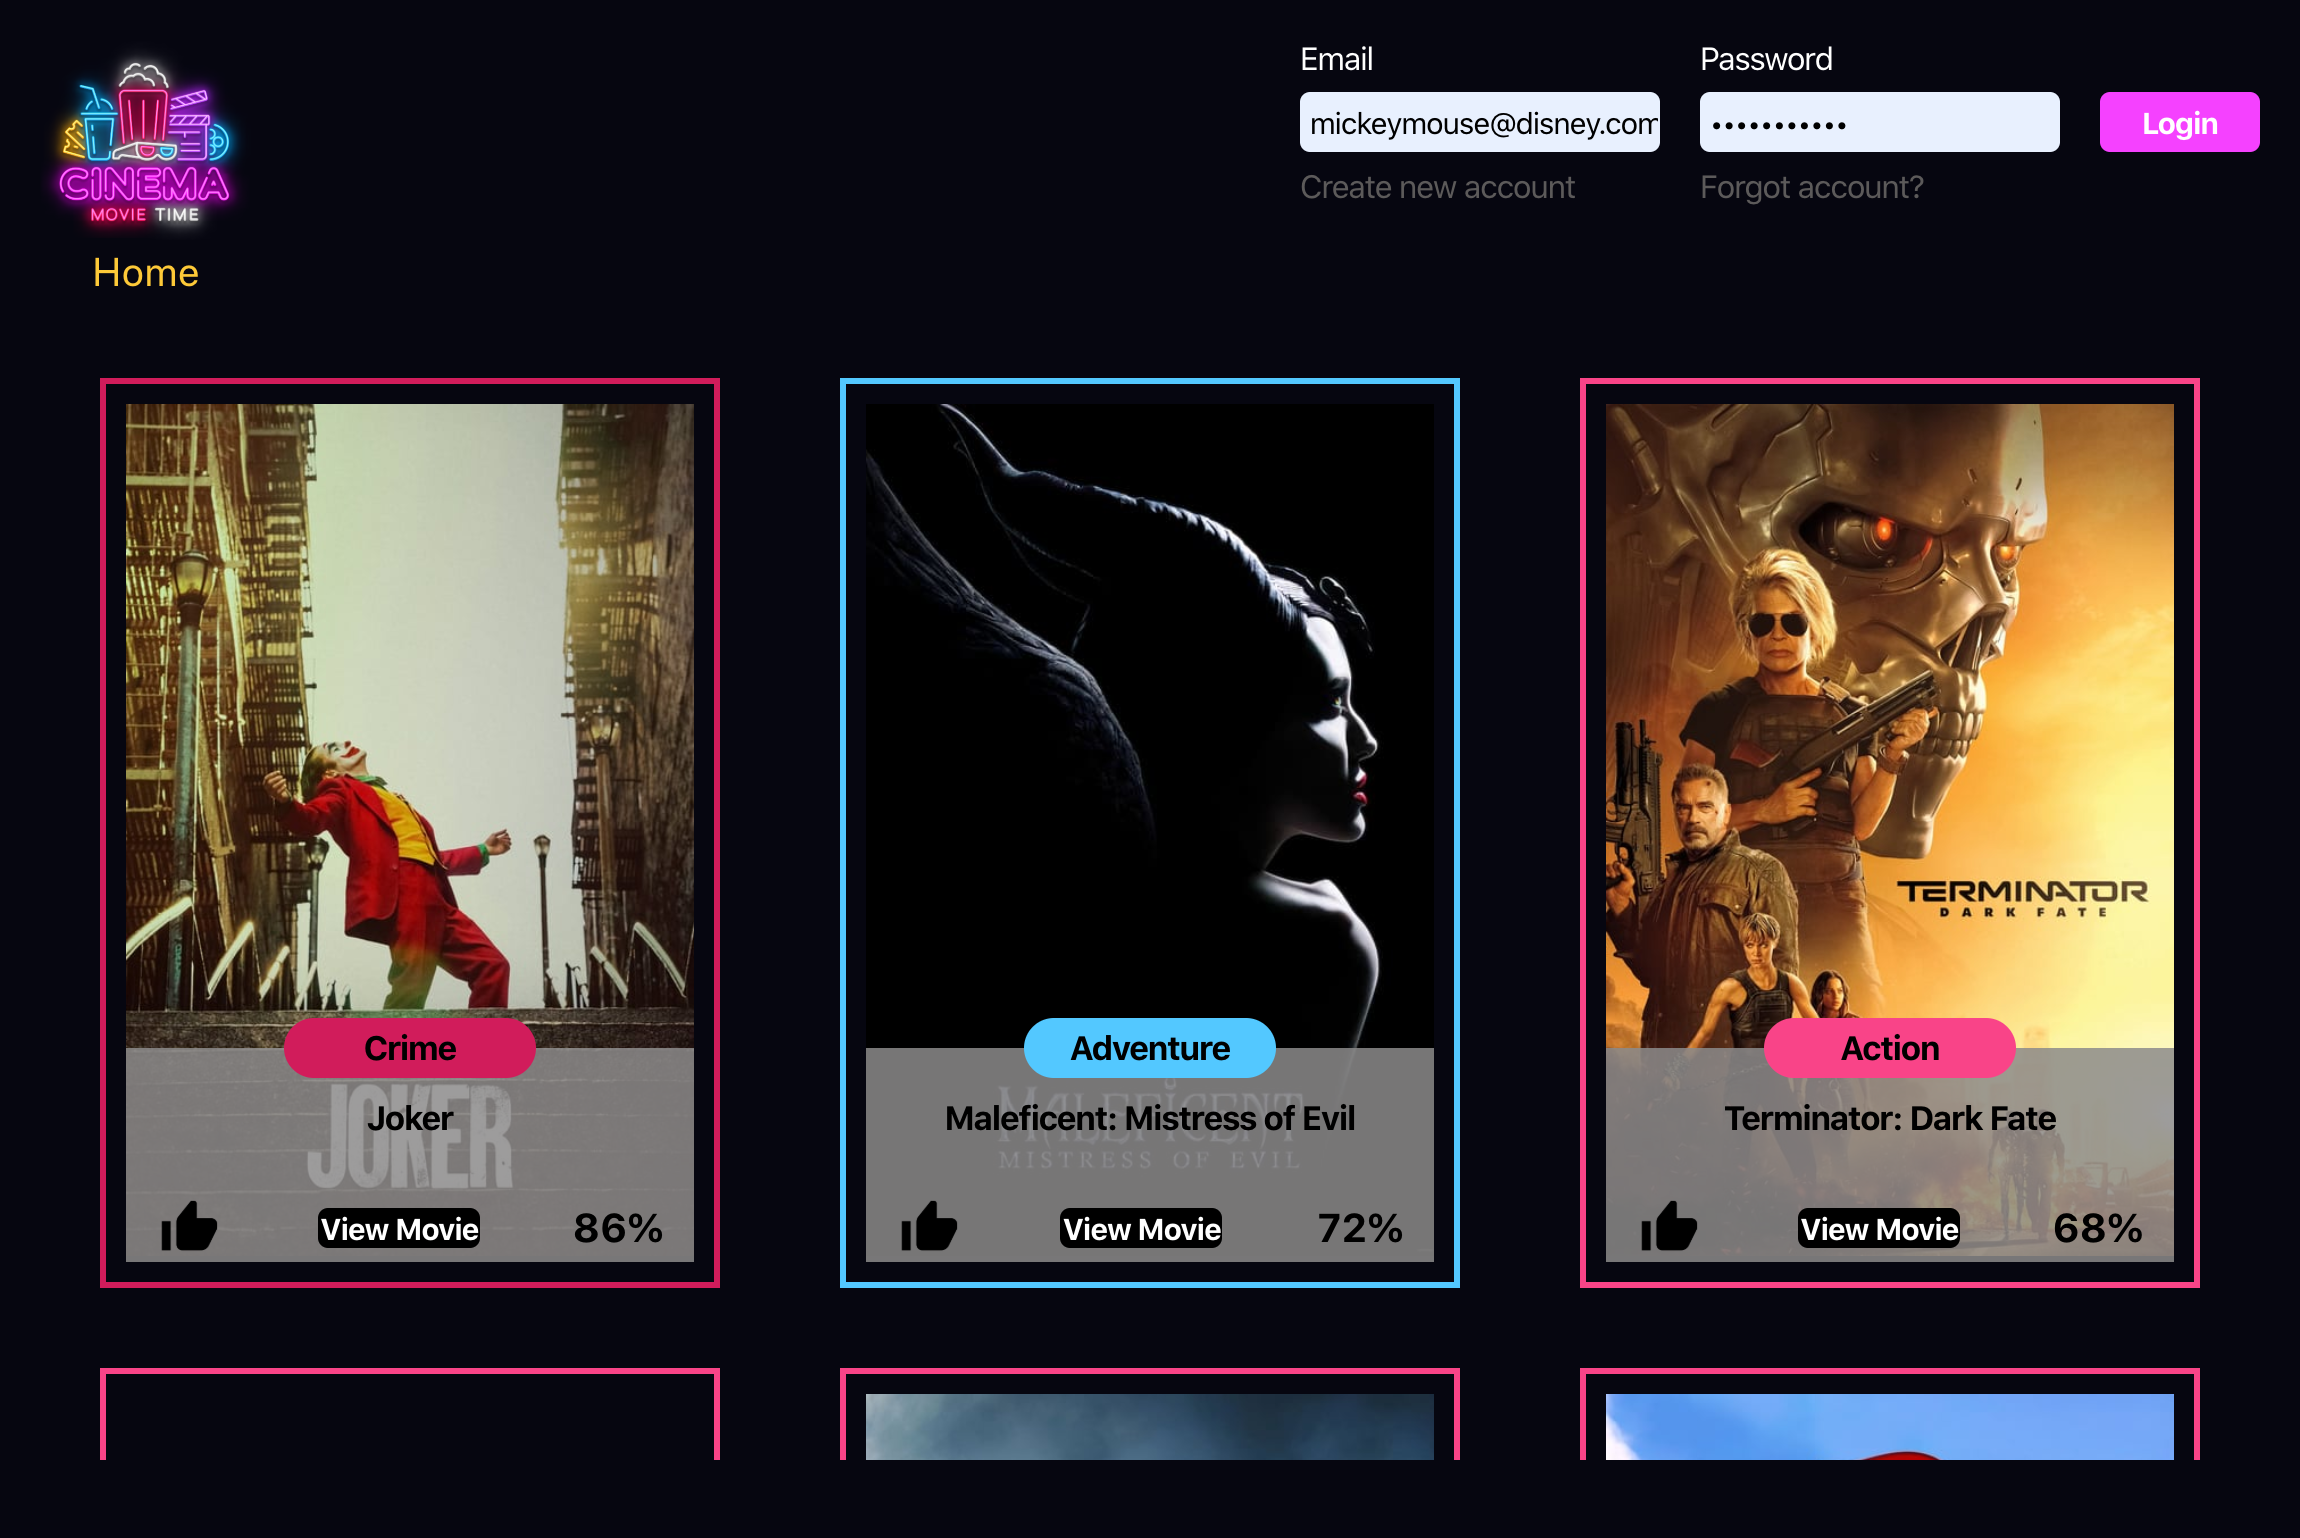 Email
Password
mickeymouse@disney.com
•••••••••••
Login
Create new account
Forgot account?
CINEMA
MOVIE TIME
Home
Crime
JOKER
Joker
View Movie
86%
Adventure
MALEFICENT
Maleficent: Mistress of Evil
MISTRESS OF EVIL
View Movie
72%
TERMINATOR
DARK FATE
Action
Terminator: Dark Fate
View Movie
68%